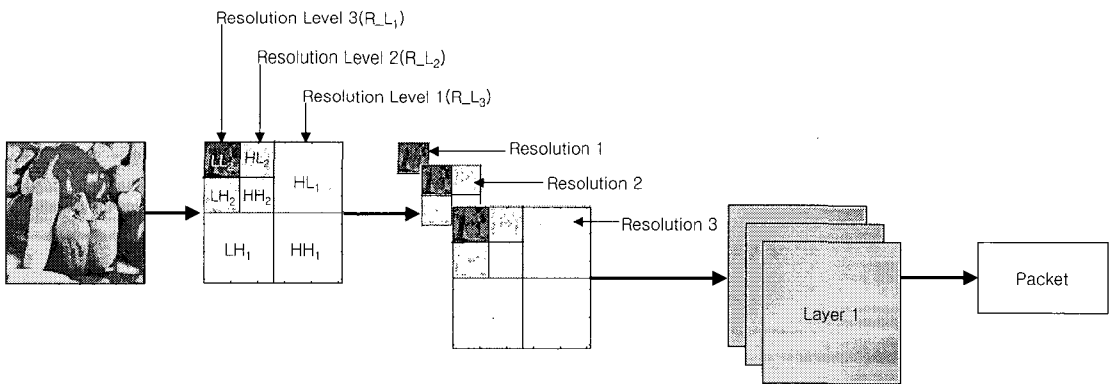 Resolution Level 3(R_L₁)
Resolution Level 2(R_L₂)
Resolution Level 1(R_L₃)
HL₂
HL₁
LH₂
HH₂
LH₁
HH₁
Resolution 1
Resolution 2
Resolution 3
Layer 1
Packet